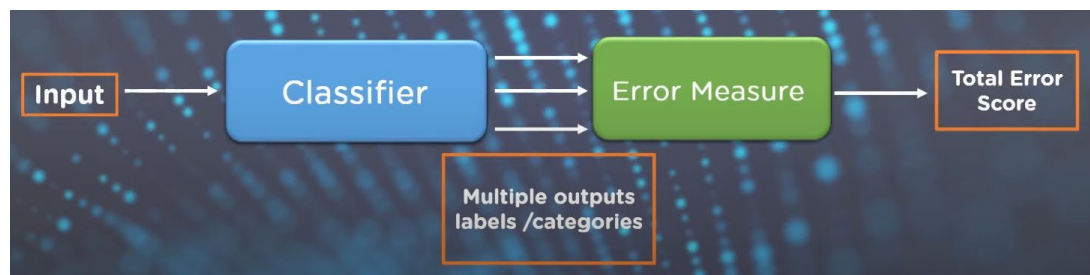 Input
Classifier
Error Measure
Total Error
Score
Multiple outputs
labels /categories